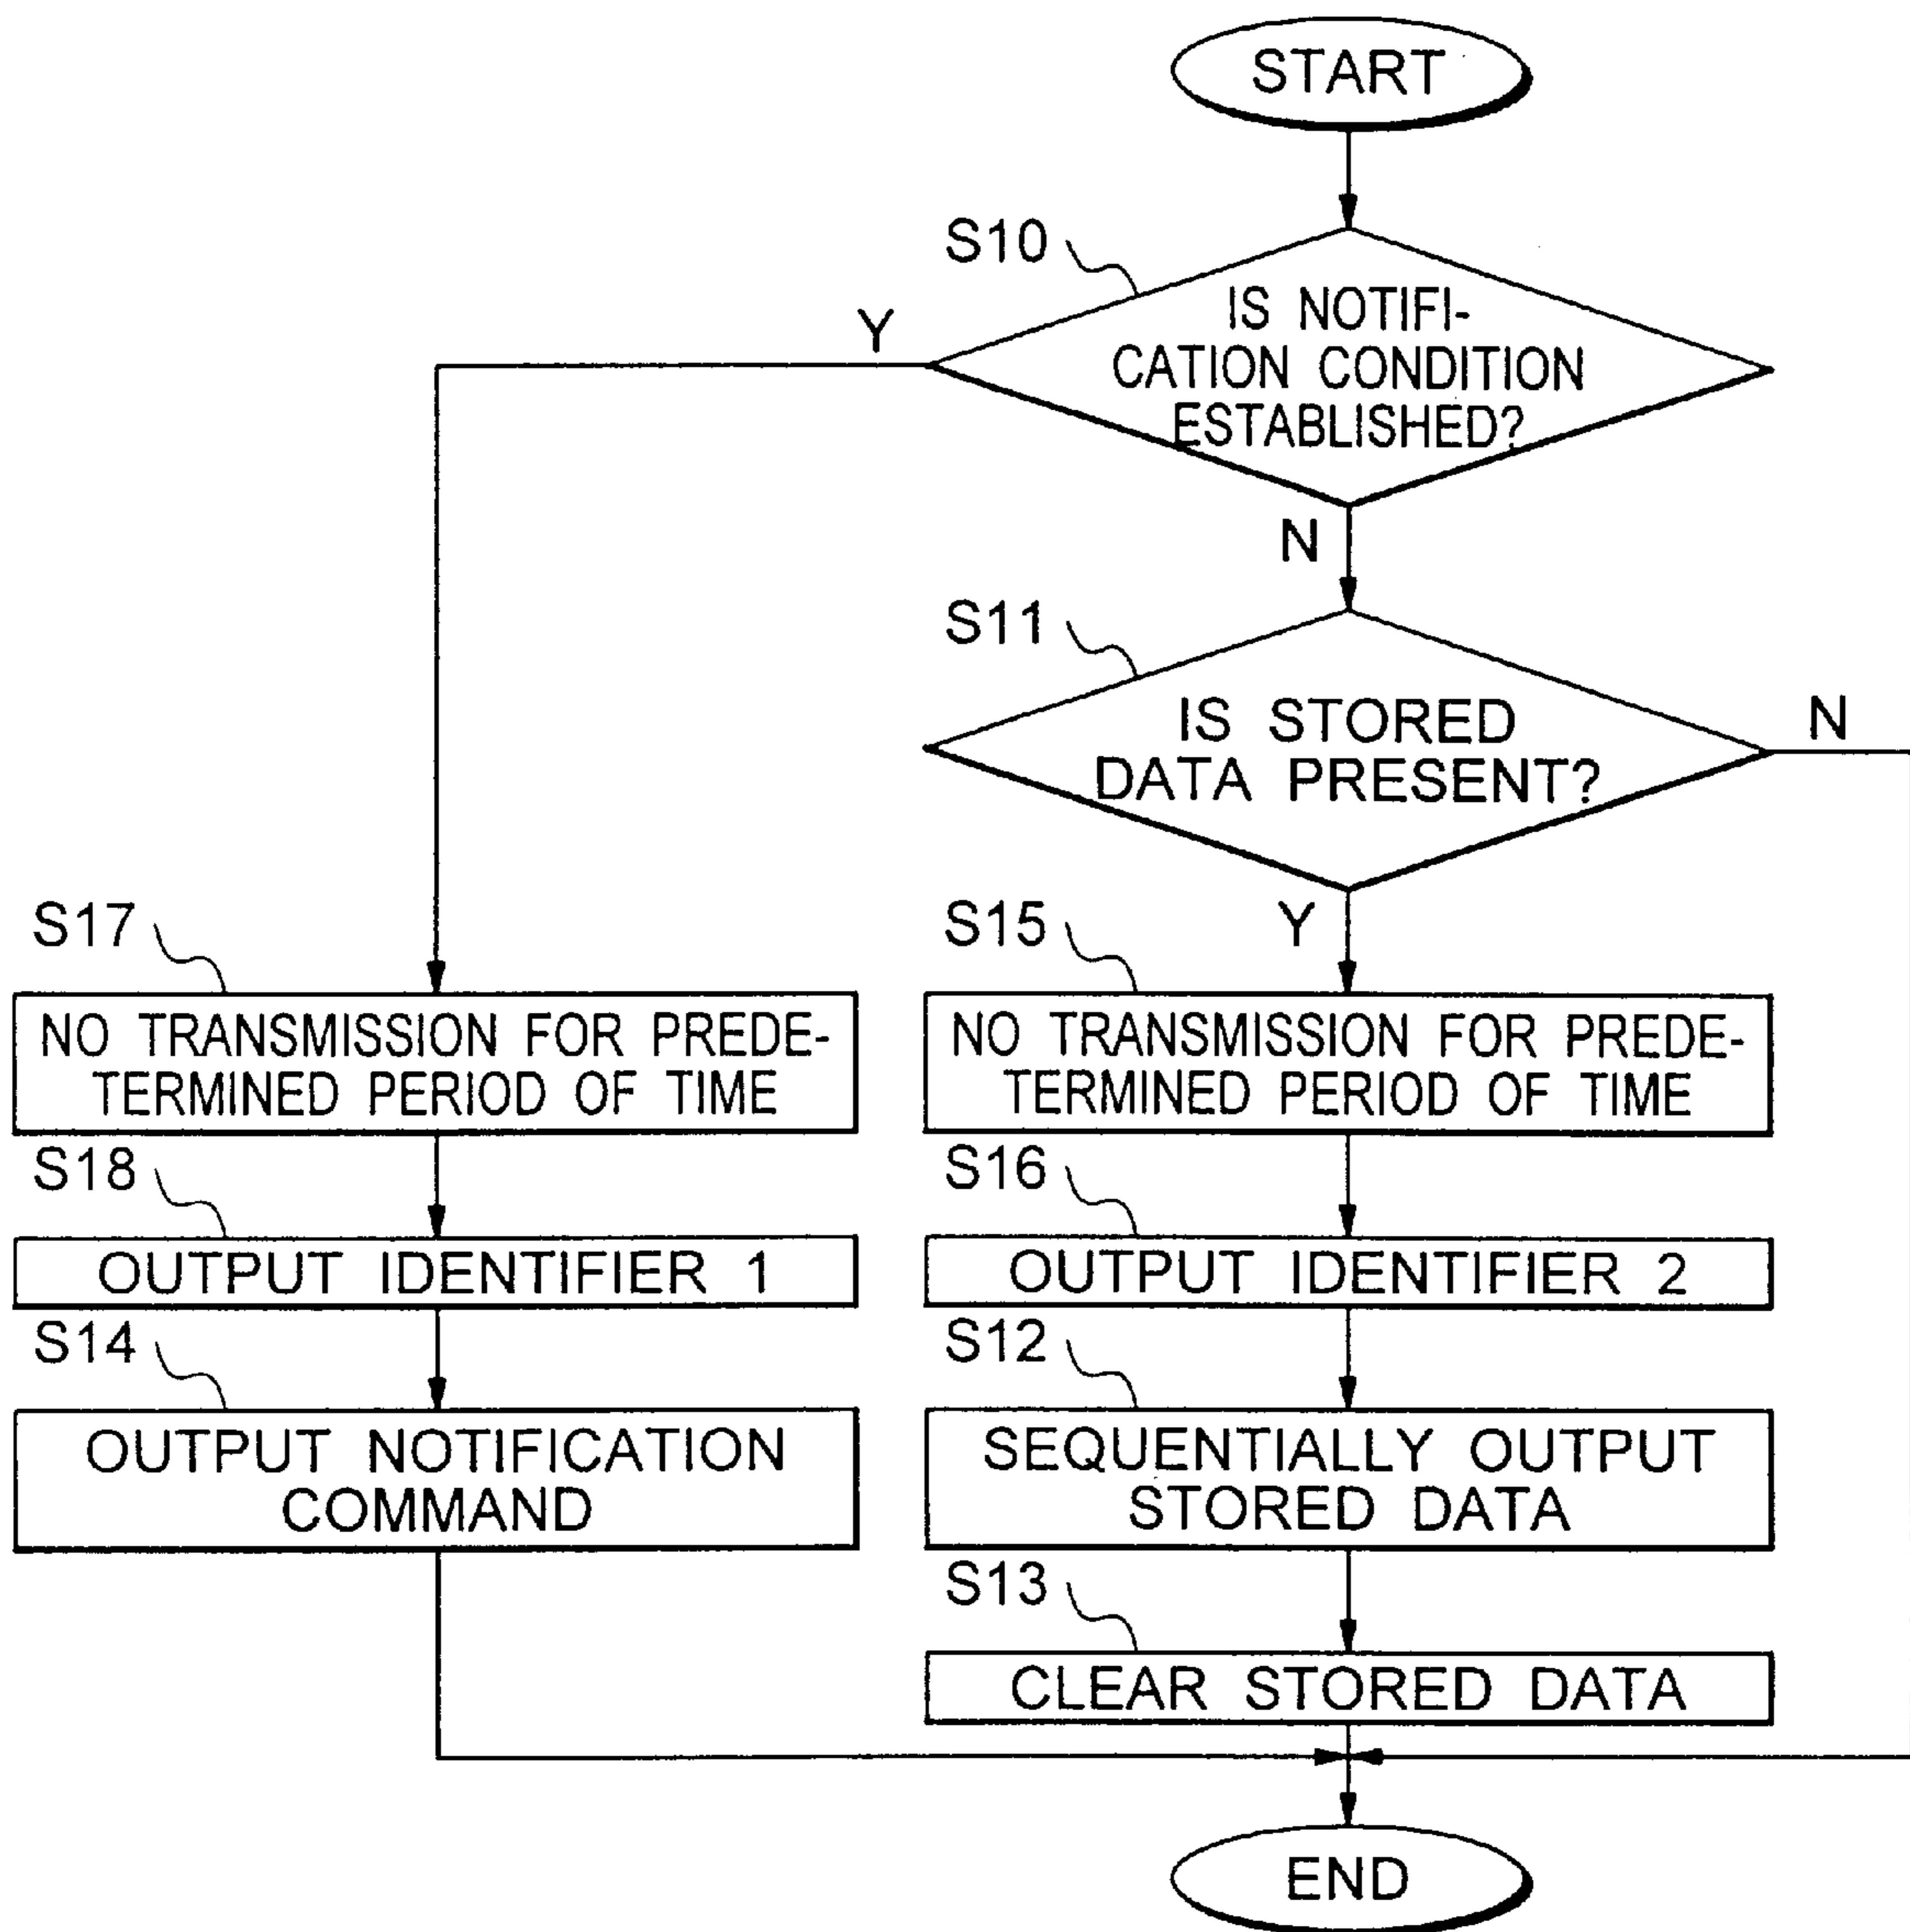 START
S10
IS NOTIFI-
CATION CONDITION
ESTABLISHED?
Y
N
S11
IS STORED
DATA PRESENT?
N
Y
S17
NO TRANSMISSION FOR PREDE-
TERMINED PERIOD OF TIME
S15
NO TRANSMISSION FOR PREDE-
TERMINED PERIOD OF TIME
S18
OUTPUT IDENTIFIER 1
S16
OUTPUT IDENTIFIER 2
S14
OUTPUT NOTIFICATION
COMMAND
S12
SEQUENTIALLY OUTPUT
STORED DATA
S13
CLEAR STORED DATA
END